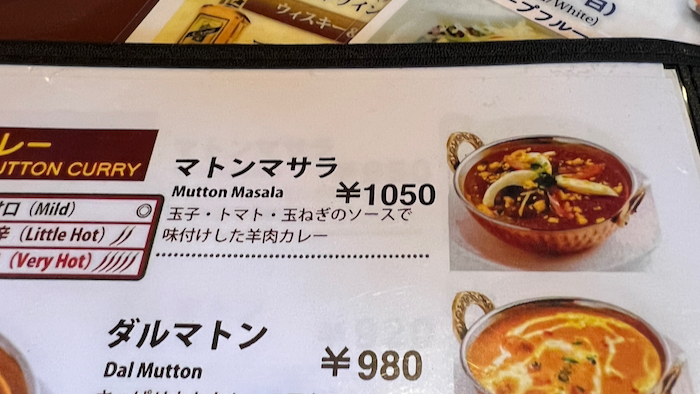 ウィスキー &
White)
プフルー
レー
UTTON CURRY
マトンマサラ
Mutton Masala
¥1050
玉子・トマト・玉ねぎのソースで
味付けした羊肉カレー
口 (Mild) ◎
辛 (Little Hot)
(Very Hot)
ダルマトン
Dal Mutton
¥980